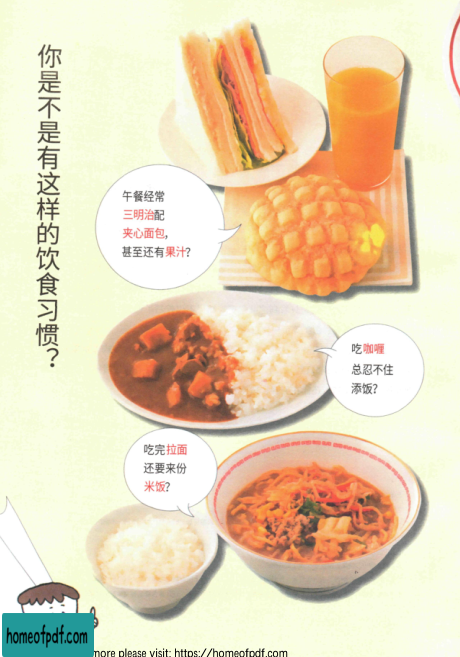 你是不是有这样的饮食习惯？
午餐经常
三明治配
夹心面包，
甚至还有果汁？
吃咖喱
总忍不住
添饭？
吃完拉面
还要来份
米饭？
homeofpdf.com
more please visit: https://homeofpdf.com